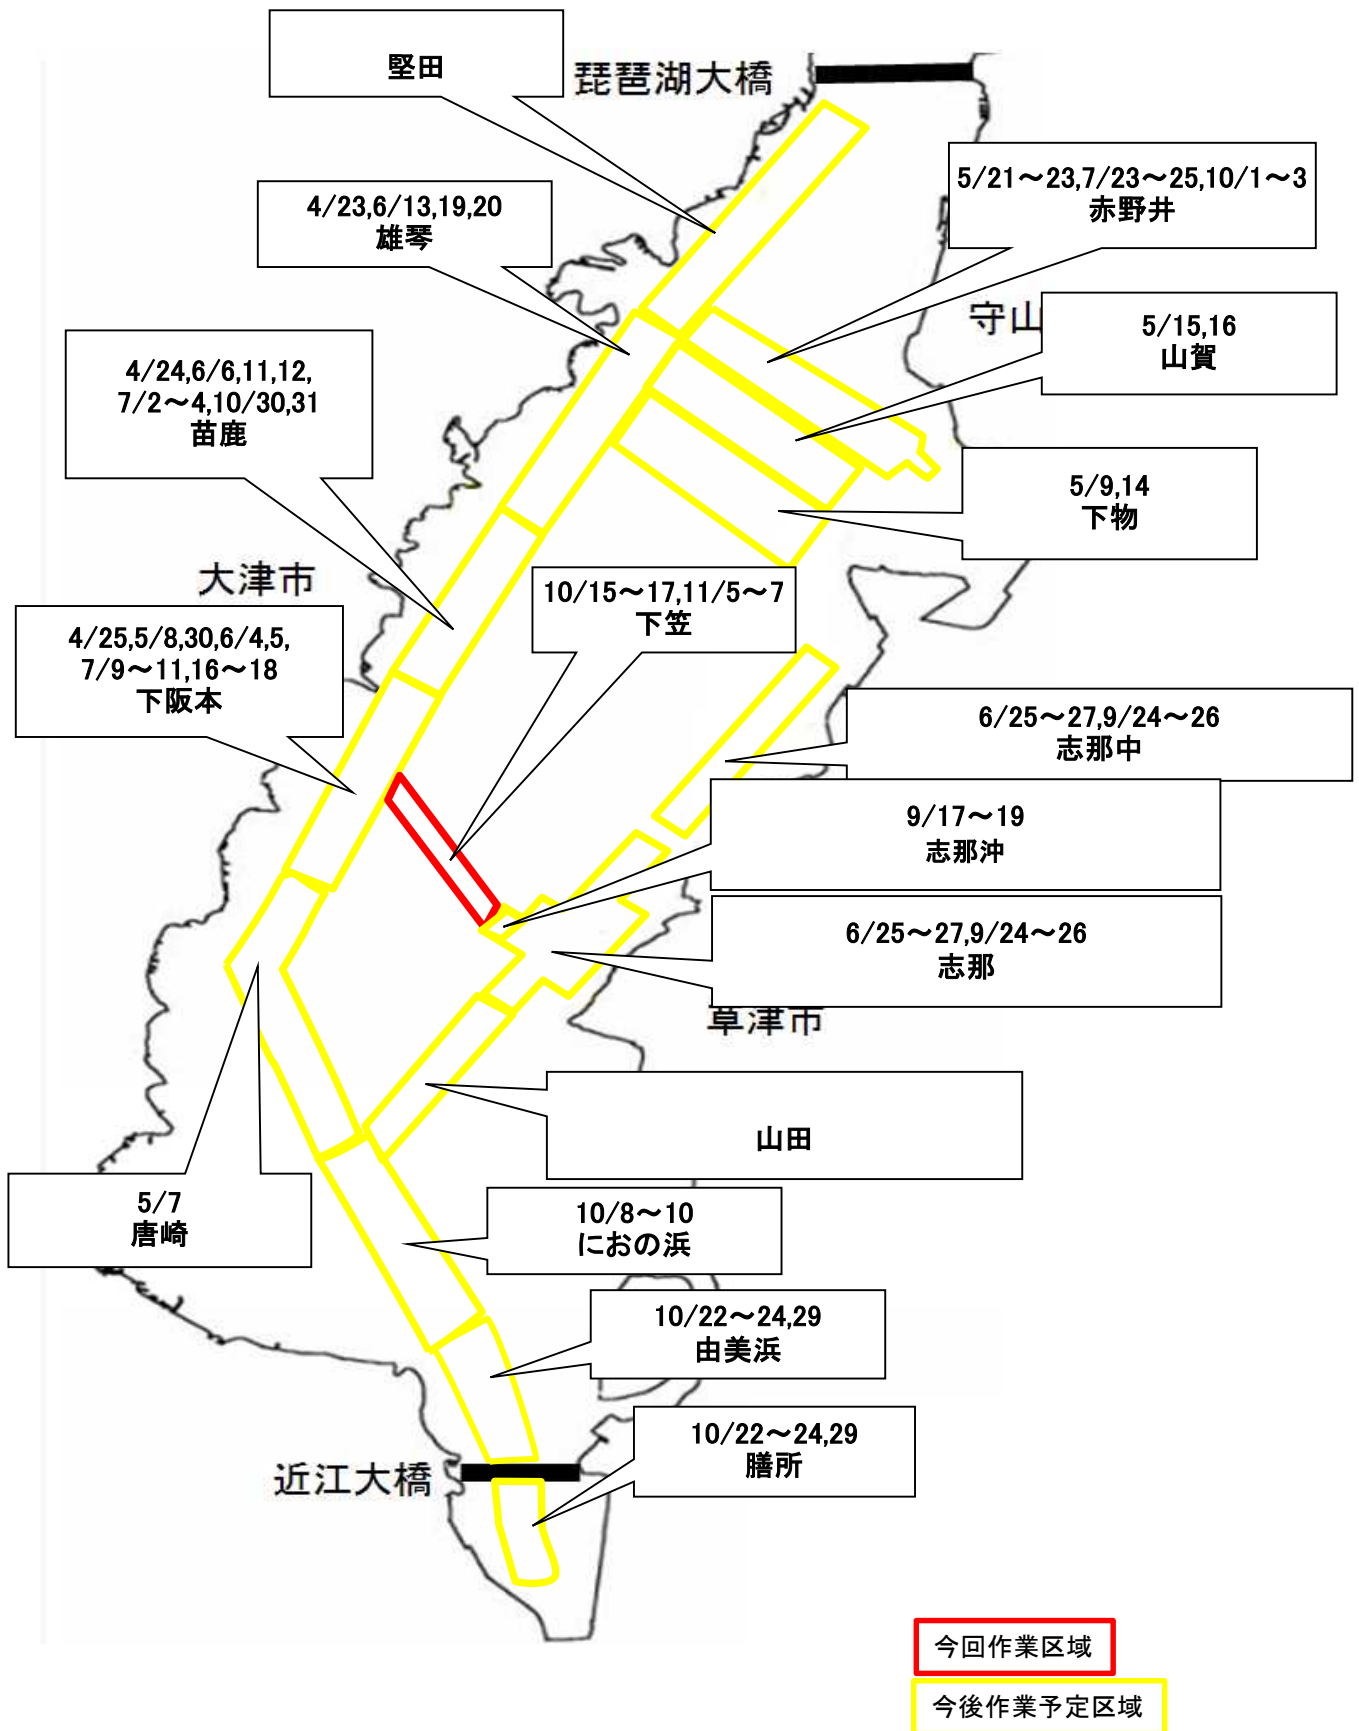 堅田
琵琶湖大橋
5/21～23,7/23～25,10/1～3
赤野井
4/23,6/13,19,20
雄琴
守山
5/15,16
山賀
4/24,6/6,11,12,
7/2～4,10/30,31
苗鹿
5/9,14
下物
大津市
10/15～17,11/5～7
下笠
4/25,5/8,30,6/4,5,
7/9～11,16～18
下阪本
6/25～27,9/24～26
志那中
9/17～19
志那沖
6/25～27,9/24～26
志那
草津市
山田
5/7
唐崎
10/8～10
におの浜
10/22～24,29
由美浜
10/22～24,29
膳所
近江大橋
今回作業区域
今後作業予定区域